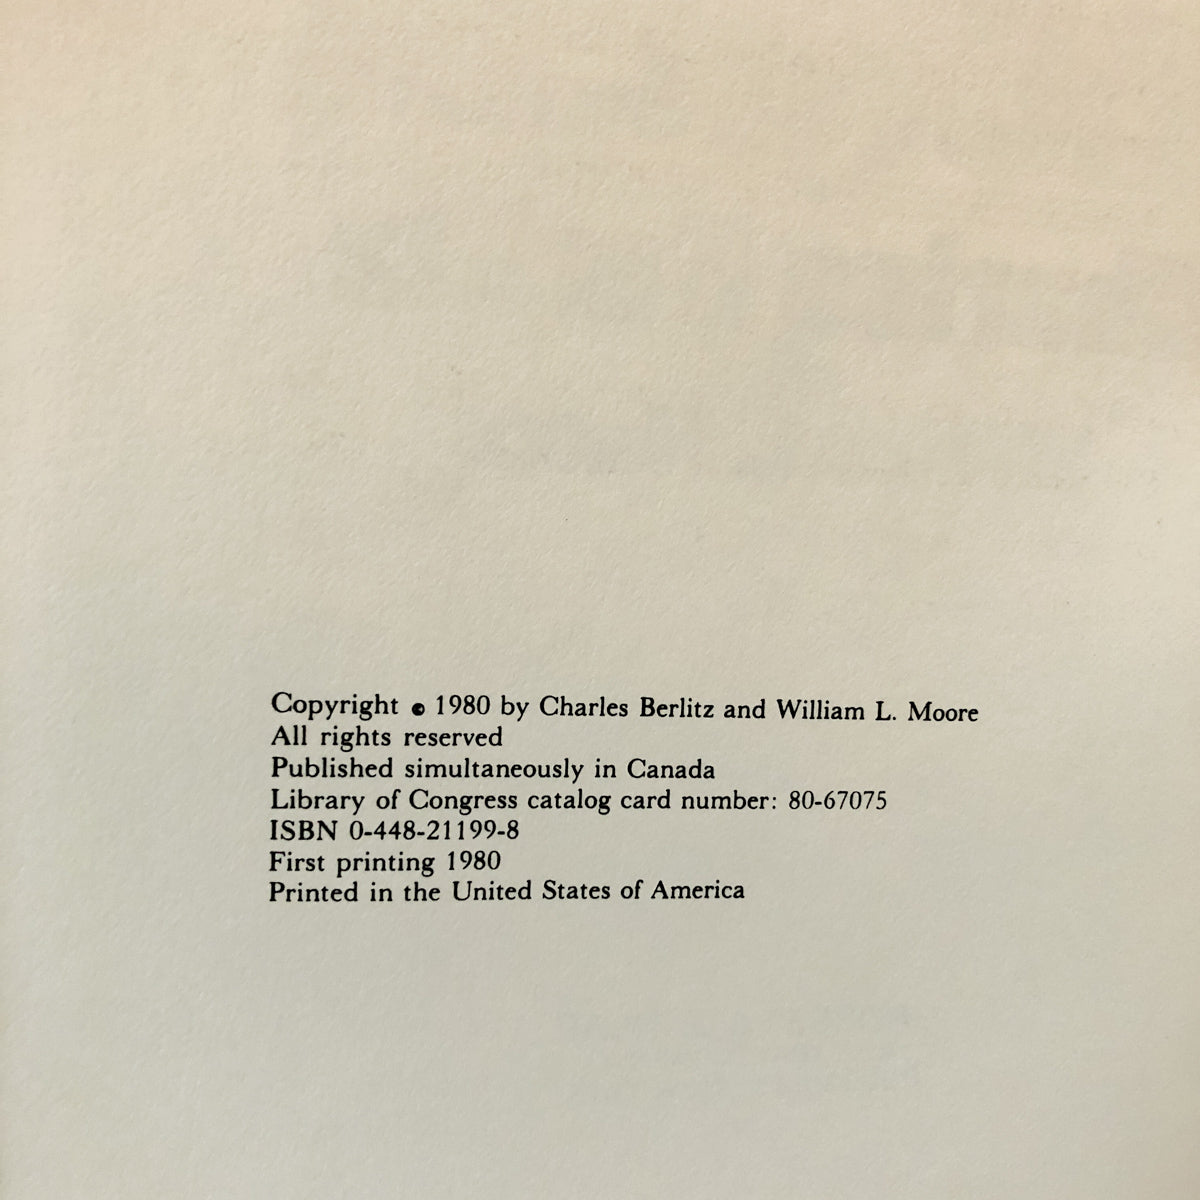 Copyright © 1980 by Charles Berlitz and William L. Moore
All rights reserved
Published simultaneously in Canada
Library of Congress catalog card number: 80-67075
ISBN 0-448-21199-8
First printing 1980
Printed in the United States of America